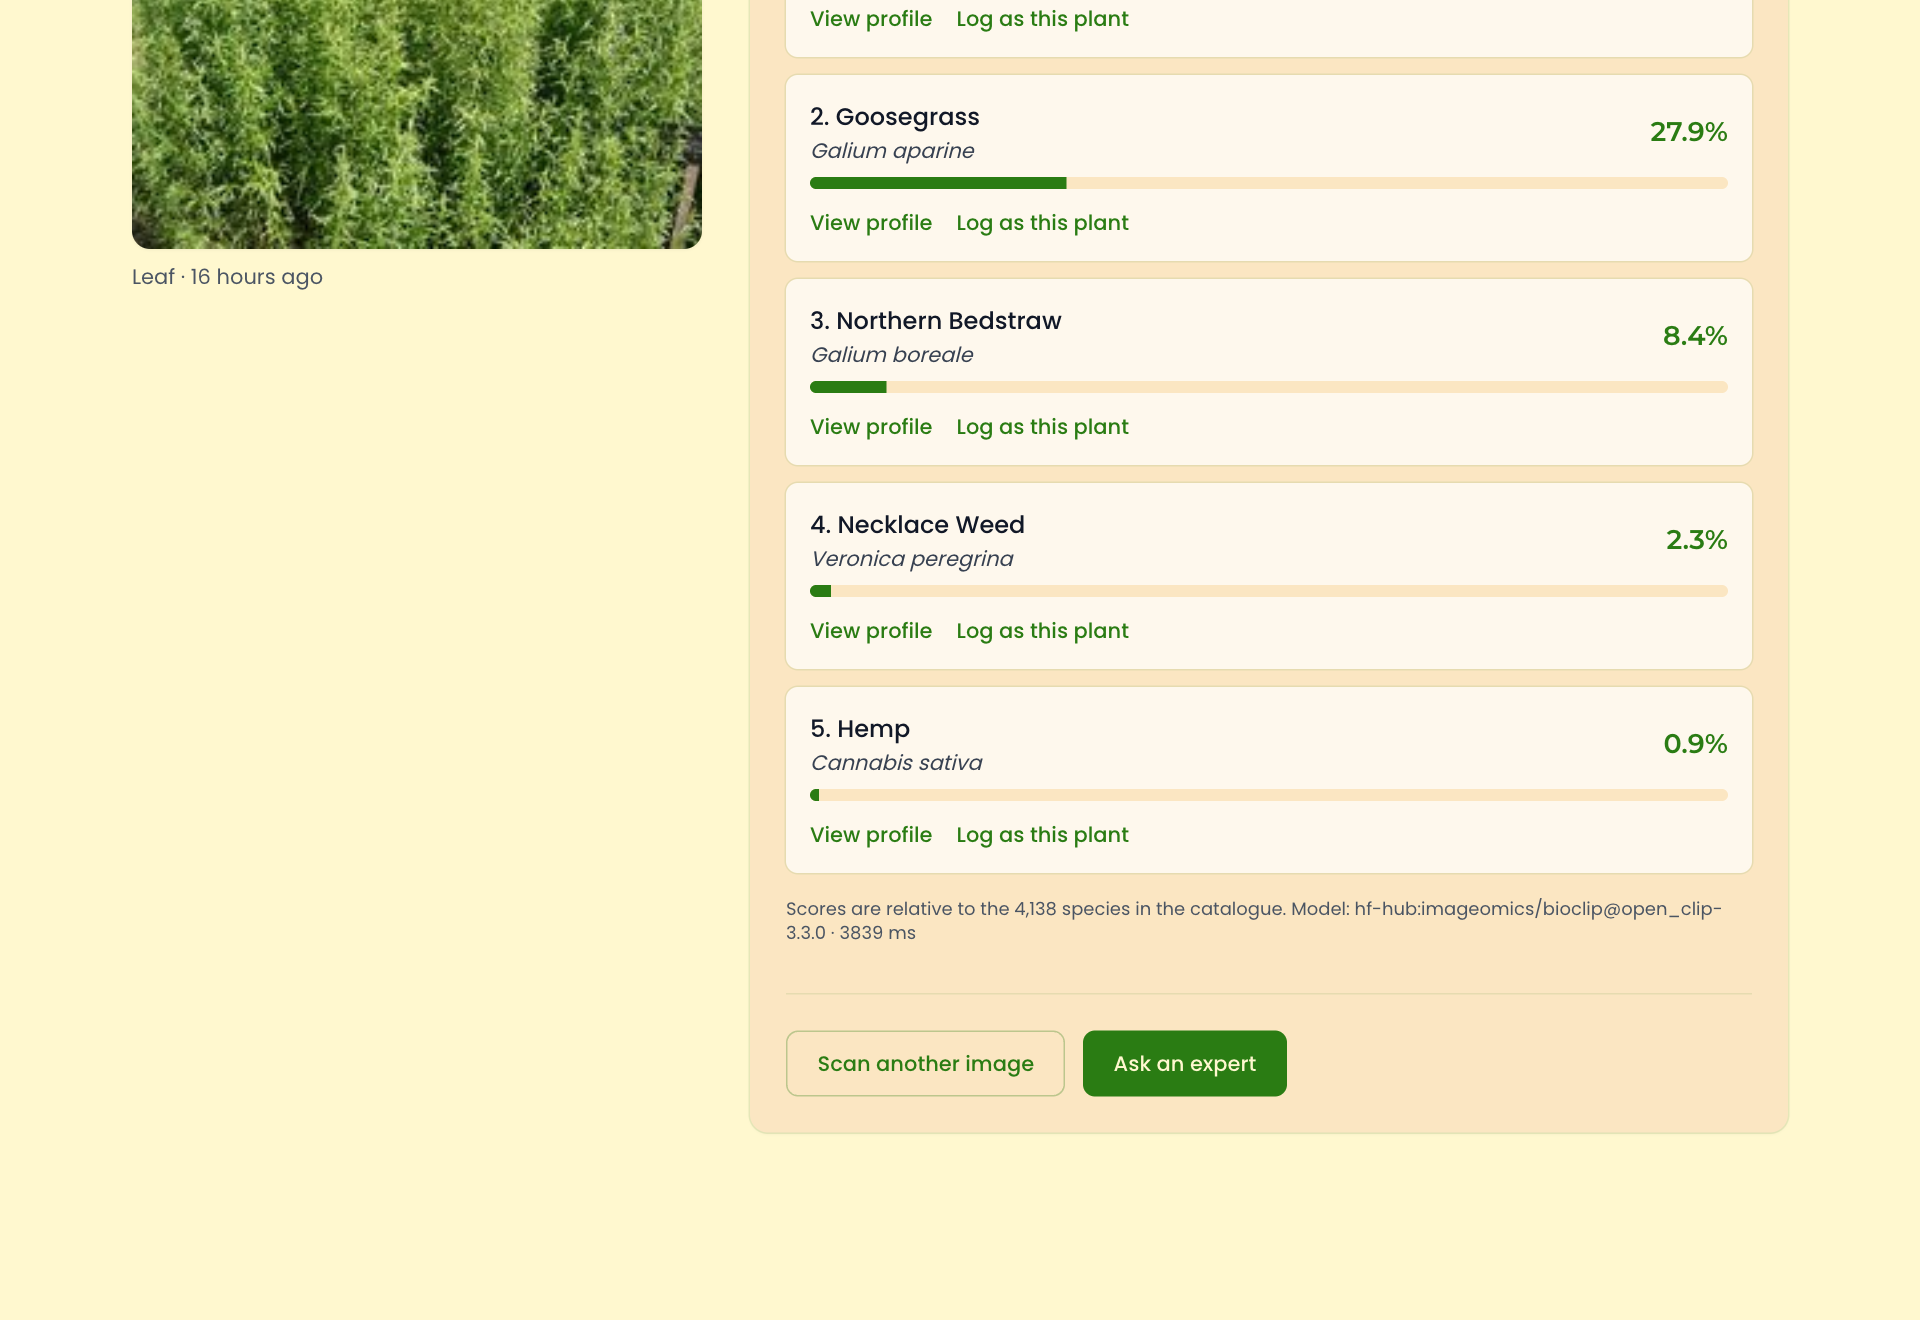 View profile Log as this plant
2. Goosegrass
Galium aparine
27.9%
View profile Log as this plant
Leaf · 16 hours ago
3. Northern Bedstraw
Galium boreale
8.4%
View profile Log as this plant
4. Necklace Weed
Veronica peregrina
2.3%
View profile Log as this plant
5. Hemp
Cannabis sativa
0.9%
View profile Log as this plant
Scores are relative to the 4,138 species in the catalogue. Model: hf-hub:imageomics/bioclip@open_clip-
3.3.0 · 3839 ms
Scan another image
Ask an expert